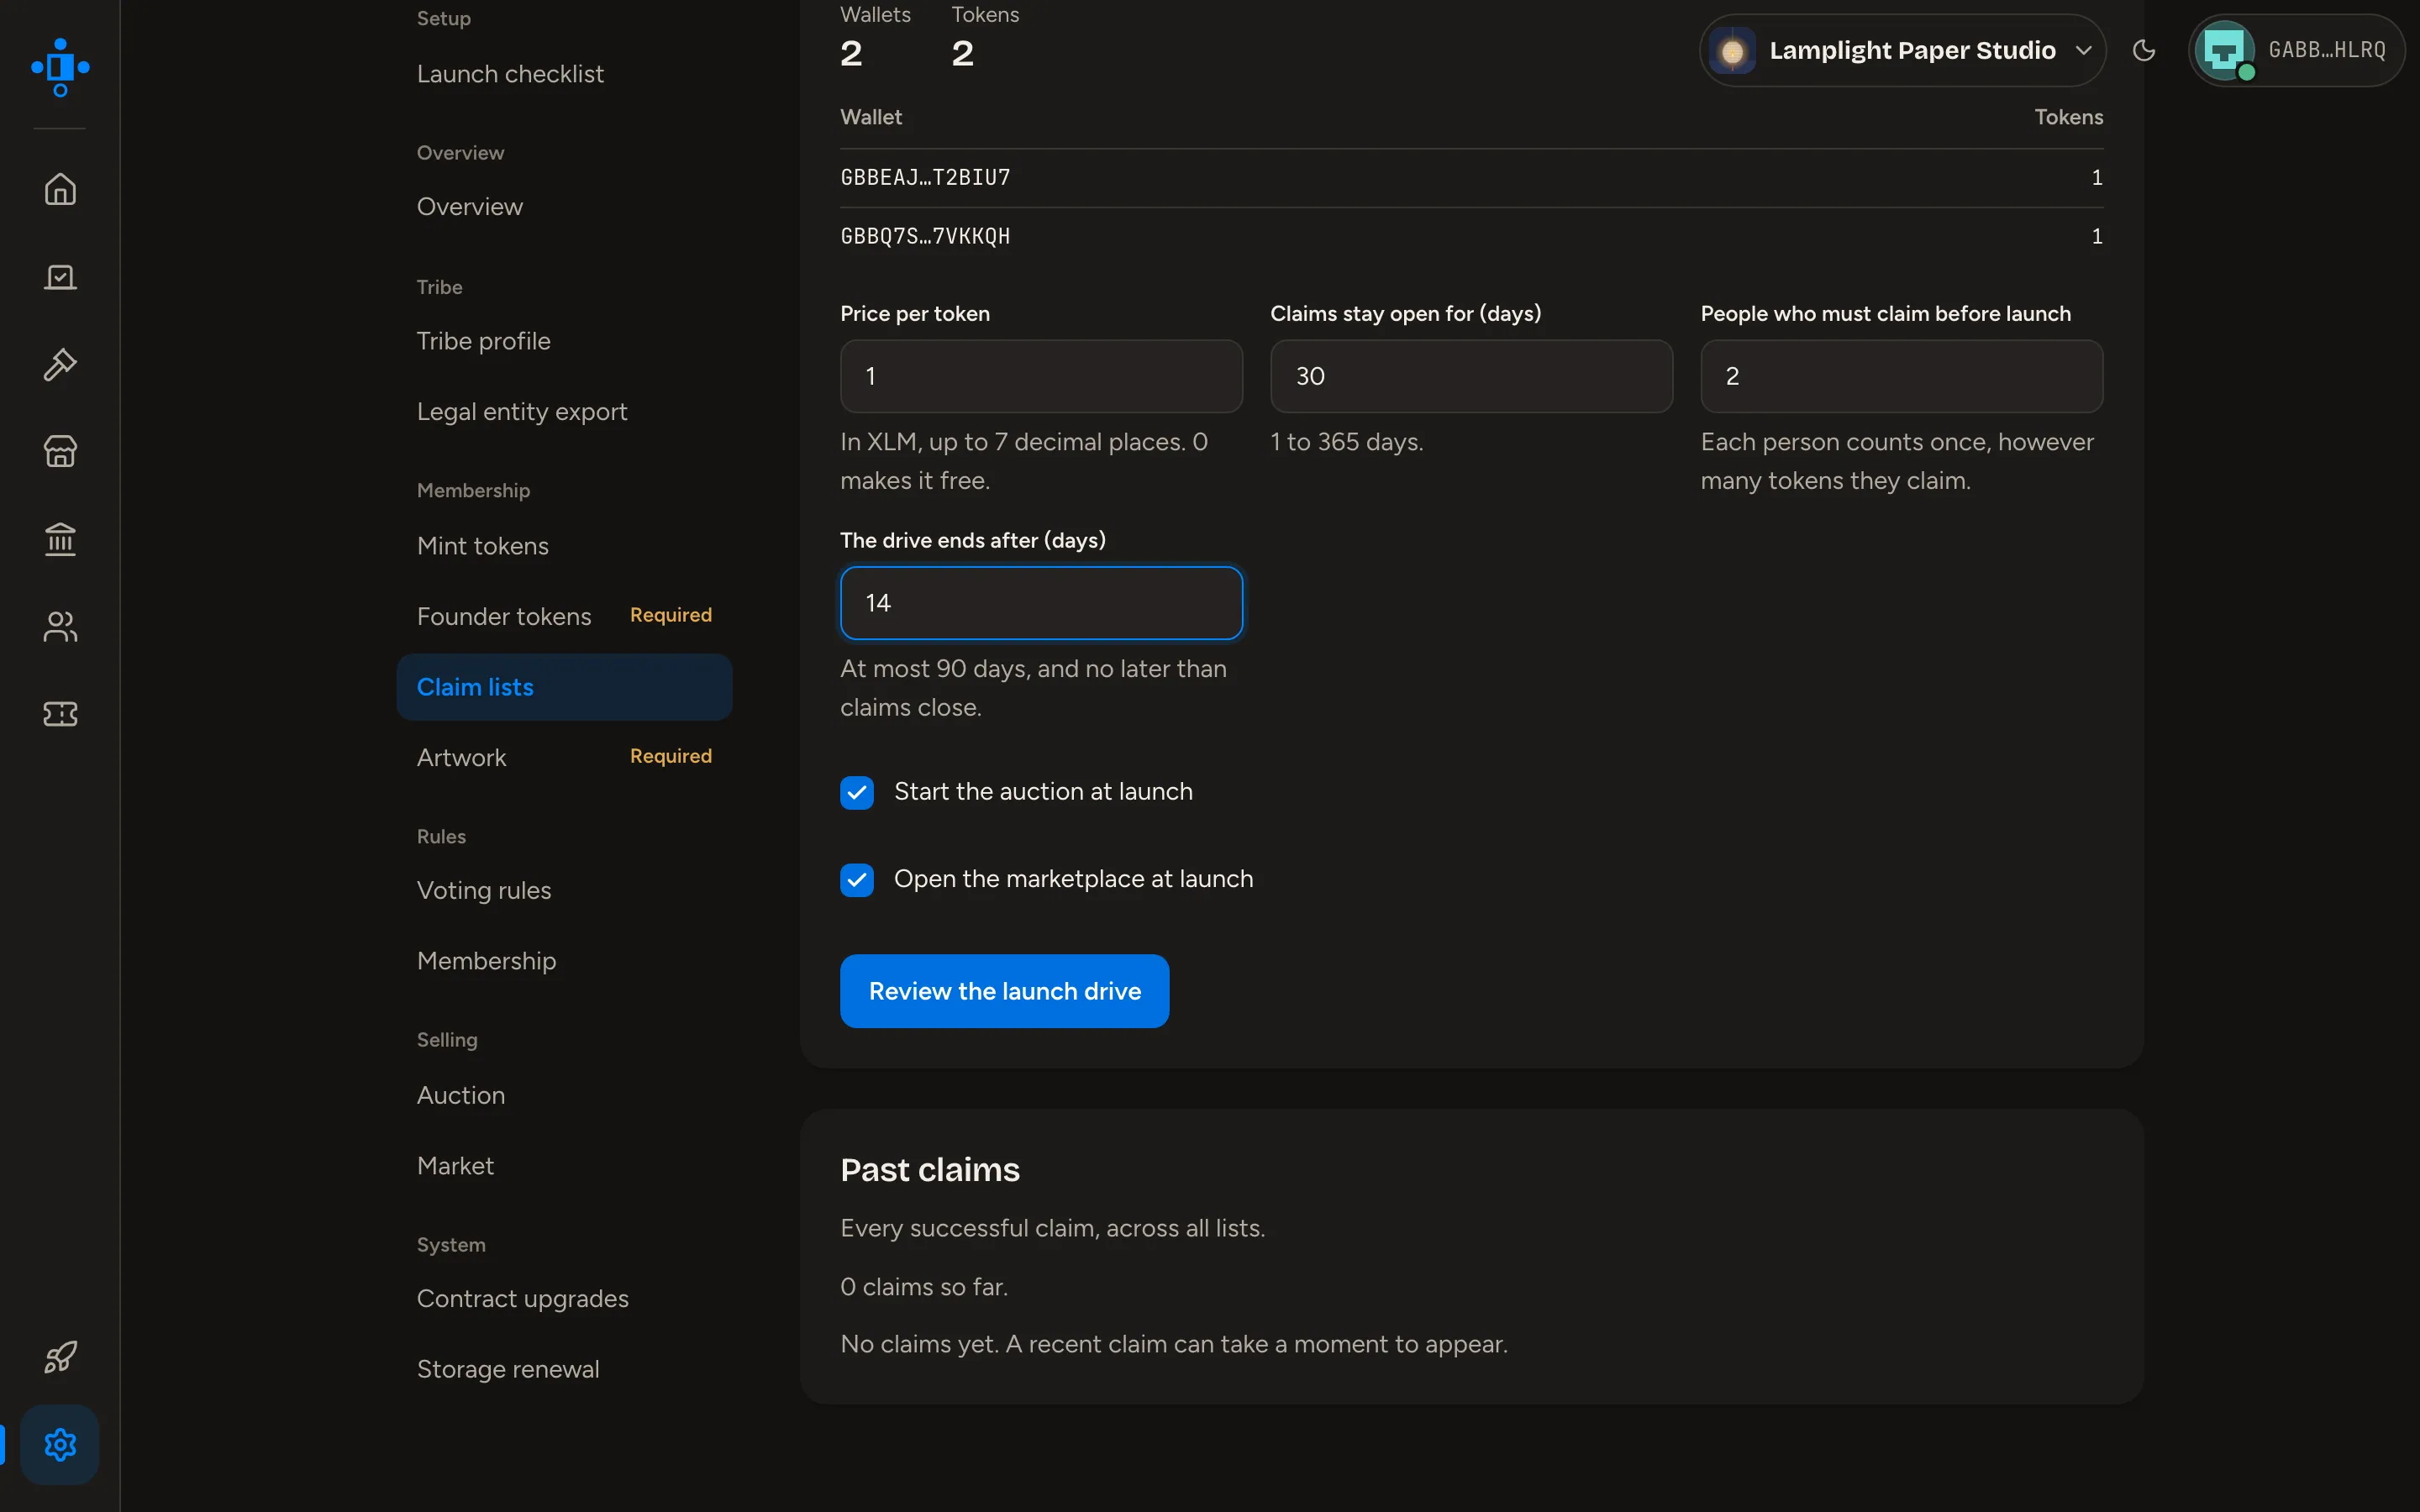 Setup
Launch checklist
Overview
Overview
Tribe
Tribe profile
Legal entity export
Membership
Mint tokens
Founder tokens Required
Claim lists
Artwork Required
Rules
Voting rules
Membership
Selling
Auction
Market
System
Contract upgrades
Storage renewal
Lamplight Paper Studio
GABB…HLRQ
Wallets Tokens
2 2
Wallet Tokens
GBBEAJ…T2BIU7 1
GBBQ7S…7VKKQH 1
Price per token
1
In XLM, up to 7 decimal places. 0
makes it free.
Claims stay open for (days)
30
1 to 365 days.
People who must claim before launch
2
Each person counts once, however
many tokens they claim.
The drive ends after (days)
14
At most 90 days, and no later than
claims close.
Start the auction at launch
Open the marketplace at launch
Review the launch drive
Past claims
Every successful claim, across all lists.
0 claims so far.
No claims yet. A recent claim can take a moment to appear.